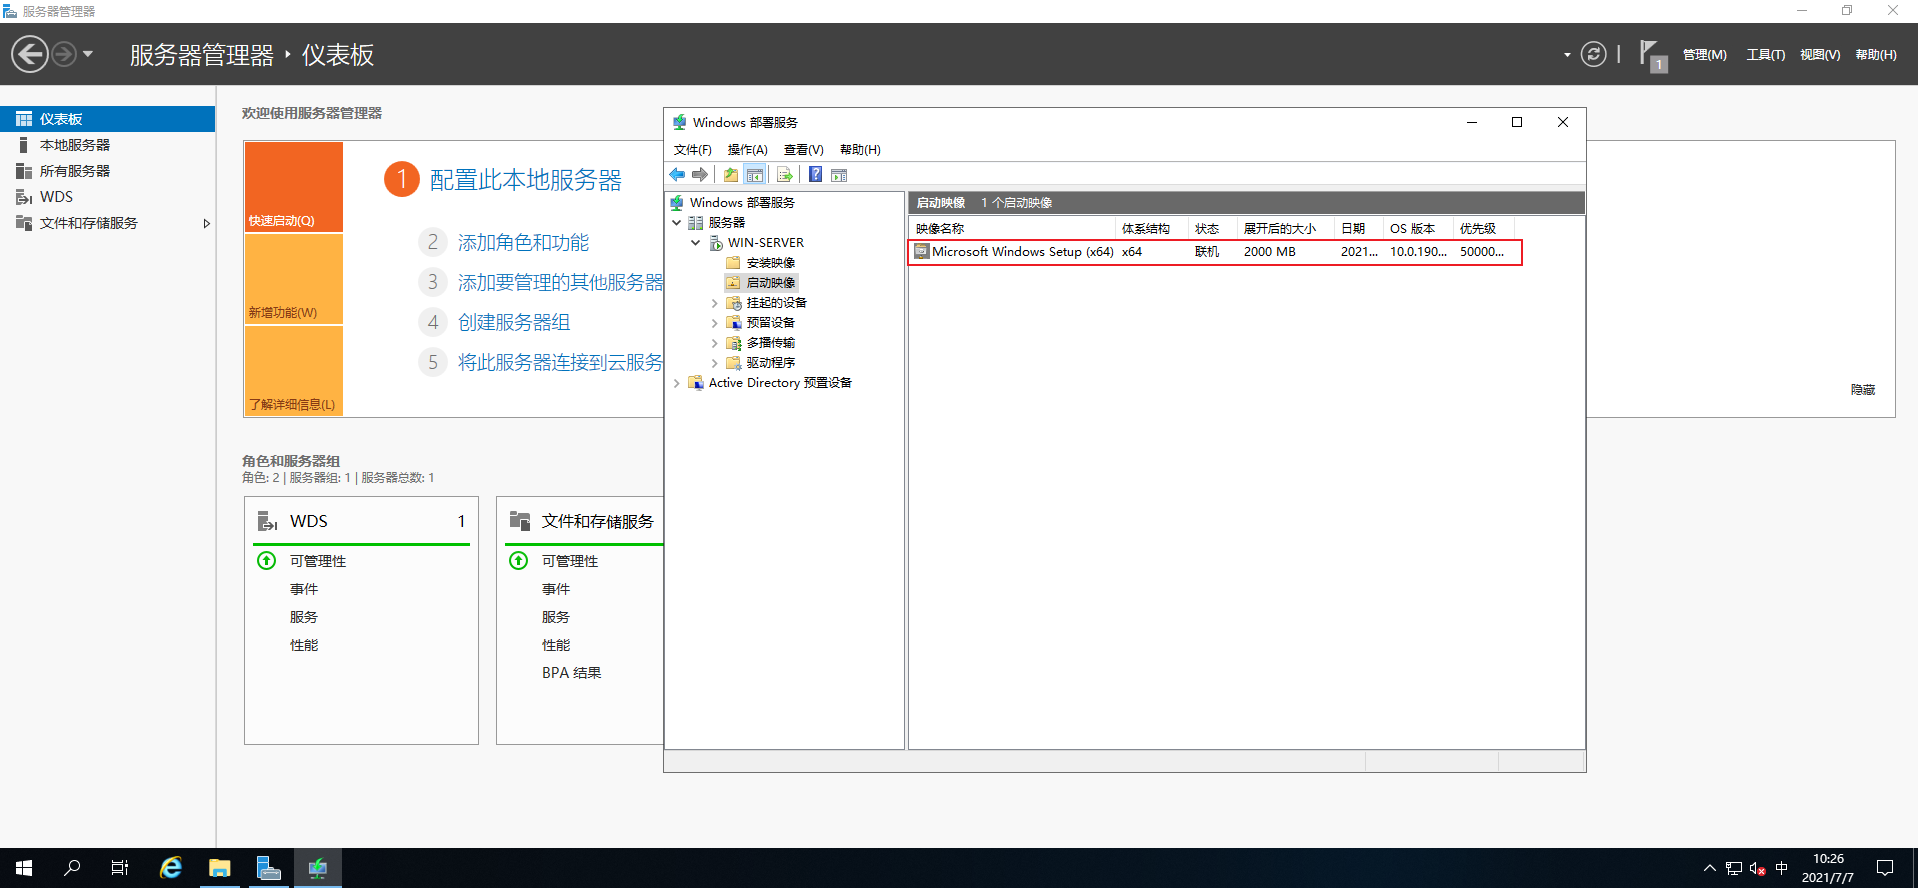 服务器管理器
服务器管理器 · 仪表板
1
管理(M) 工具(T) 视图(V) 帮助(H)
仪表板
本地服务器
所有服务器
WDS
文件和存储服务
欢迎使用服务器管理器
快速启动(Q)
新增功能(W)
了解详细信息(L)
1 配置此本地服务器
2 添加角色和功能
3 添加要管理的其他服务器
4 创建服务器组
5 将此服务器连接到云服务
隐藏
角色和服务器组
角色: 2 | 服务器组: 1 | 服务器总数: 1
WDS 1
可管理性
事件
服务
性能
文件和存储服务
可管理性
事件
服务
性能
BPA 结果
Windows 部署服务
文件(F) 操作(A) 查看(V) 帮助(H)
Windows 部署服务
服务器
WIN-SERVER
安装映像
启动映像
挂起的设备
预留设备
多播传输
驱动程序
Active Directory 预置设备
启动映像 1 个启动映像
映像名称 体系结构 状态 展开后的大小 日期 OS 版本 优先级
Microsoft Windows Setup (x64) x64 联机 2000 MB 2021... 10.0.190... 50000...
中
10:26
2021/7/7